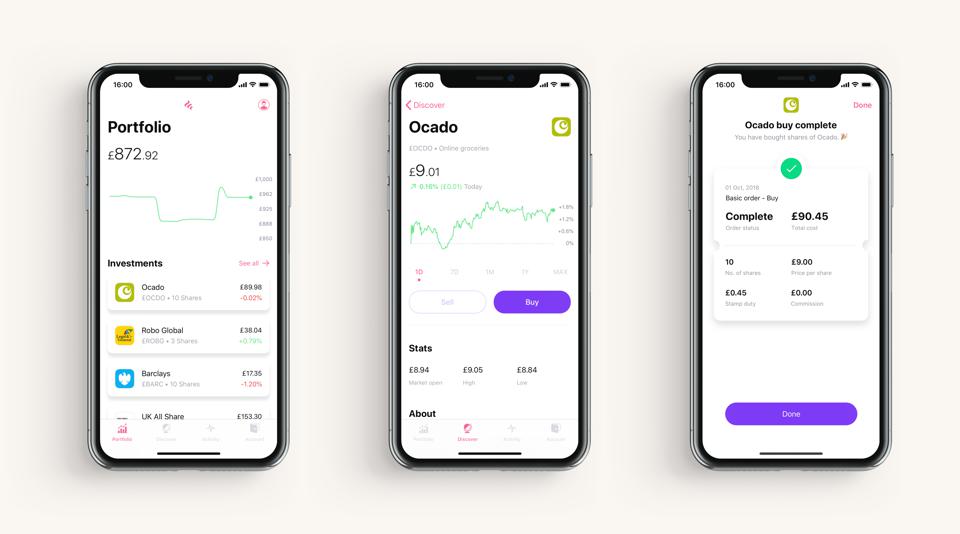 16:00
Portfolio
£872.92
£1,000
£962
£925
£888
£850
Investments
See all →
Ocado
£89.98
£OCDO • 10 Shares
-0.02%
Robo Global
£38.04
£ROBG • 3 Shares
+0.79%
Barclays
£17.35
£BARC • 10 Shares
-1.20%
UK All Share
£153.30
Portfolio
Discover
Activity
Account
16:00
Discover
Ocado
£OCDO • Online groceries
£9.01
0.16% (£0.01) Today
+1.8%
+1.2%
+0.6%
0%
1D 7D 1M 1Y MAX
Sell
Buy
Stats
£8.94 £9.05 £8.84
Market open High Low
About
Portfolio
Discover
Activity
Account
16:00
Done
Ocado buy complete
You have bought shares of Ocado. 🎉
01 Oct, 2018
Basic order - Buy
Complete £90.45
Order status Total cost
10 £9.00
No. of shares Price per share
£0.45 £0.00
Stamp duty Commission
Done